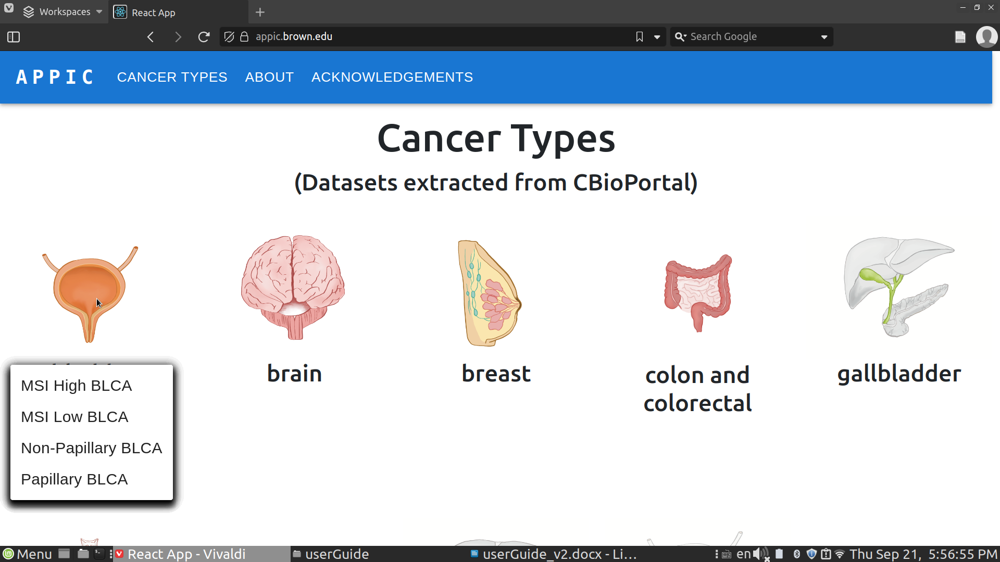 Workspaces
React App
appic.brown.edu
Search Google
APPIC
CANCER TYPES
ABOUT
ACKNOWLEDGEMENTS
Cancer Types
(Datasets extracted from CBioPortal)
brain
breast
colon and
colorectal
gallbladder
MSI High BLCA
MSI Low BLCA
Non-Papillary BLCA
Papillary BLCA
Menu
React App - Vivaldi
userGuide
userGuide_v2.docx - Li...
en
Thu Sep 21, 5:56:55 PM